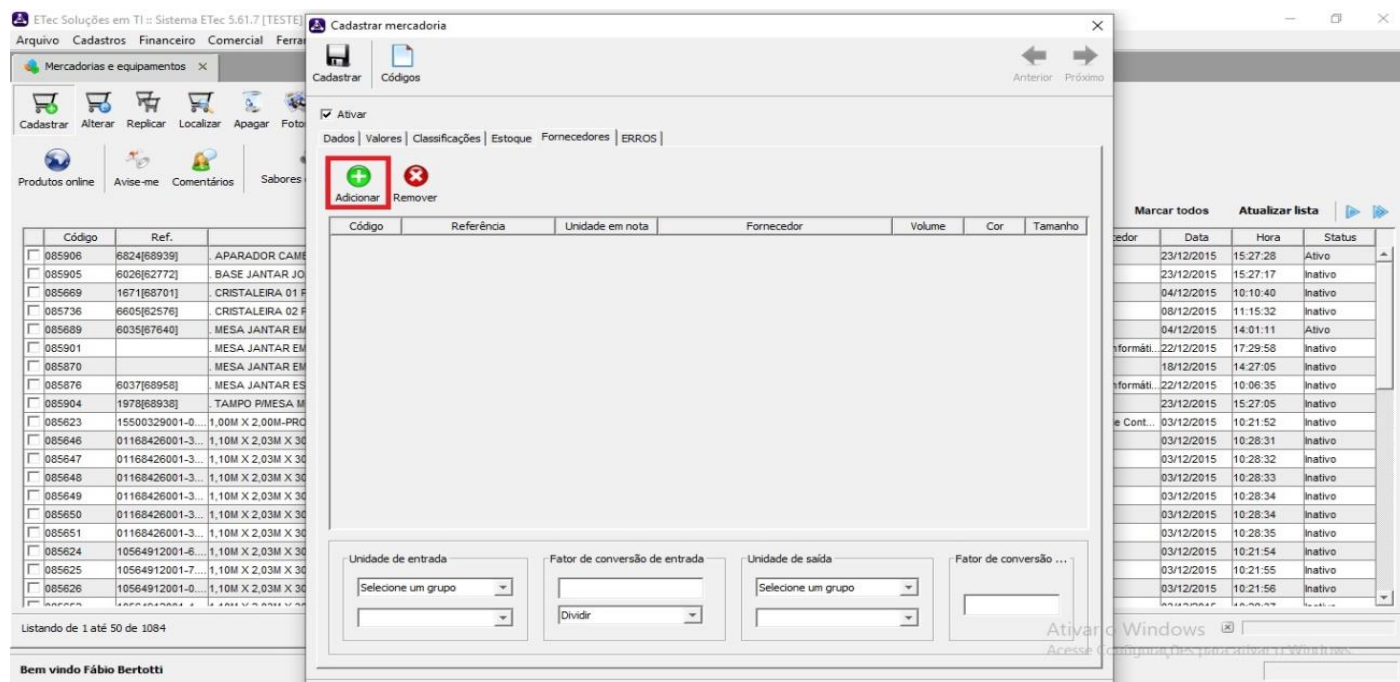 ETec Soluções em TI :: Sistema ETec 5.61.7 [TESTE]
Arquivo Cadastros Financeiro Comercial
Mercadorias e equipamentos
Cadastrar Alterar Replicar Localizar Apagar
Produtos online Avise-me Comentários Sabores
Código Ref.
085906 6824[68939] . APARADOR
085905 6026[62772] . BASE JANTAR
085669 1671[68701] . CRISTALEIRA 01
085736 6605[62576] . CRISTALEIRA 02
085689 6035[67640] . MESA JANTAR
085901 . MESA JANTAR
085870 . MESA JANTAR
085876 6037[68958] . MESA JANTAR
085904 1978[68938] . TAMPO P/MESA
085623 15500329001-0... 1,00M X 2,00M-PRO
085646 01168426001-3... 1,10M X 2,03M X 30
085647 01168426001-3... 1,10M X 2,03M X 30
085648 01168426001-3... 1,10M X 2,03M X 30
085649 01168426001-3... 1,10M X 2,03M X 30
085650 01168426001-3... 1,10M X 2,03M X 30
085651 01168426001-3... 1,10M X 2,03M X 30
085624 10564912001-6... 1,10M X 2,03M X 30
085625 10564912001-7... 1,10M X 2,03M X 30
085626 10564912001-0... 1,10M X 2,03M X 30
Listando de 1 até 50 de 1084
Bem vindo Fábio Bertotti
Cadastrar mercadoria
Cadastrar Códigos Anterior Próximo
Ativar
Dados Valores Classificações Estoque Fornecedores ERROS
Adicionar Remover
Código Referência Unidade em nota Fornecedor Volume Cor Tamanho
Unidade de entrada Fator de conversão de entrada Unidade de saída Fator de conversão ...
Selecione um grupo Selecione um grupo
Dividir
Marcar todos Atualizar lista
Data Hora Status
23/12/2015 15:27:28 Ativo
23/12/2015 15:27:17 Inativo
04/12/2015 10:10:40 Inativo
08/12/2015 11:15:32 Inativo
04/12/2015 14:01:11 Ativo
22/12/2015 17:29:58 Inativo
18/12/2015 14:27:05 Inativo
22/12/2015 10:06:35 Inativo
23/12/2015 15:27:05 Inativo
e Cont... 03/12/2015 10:21:52 Inativo
03/12/2015 10:28:31 Inativo
03/12/2015 10:28:32 Inativo
03/12/2015 10:28:33 Inativo
03/12/2015 10:28:34 Inativo
03/12/2015 10:28:34 Inativo
03/12/2015 10:28:35 Inativo
03/12/2015 10:21:54 Inativo
03/12/2015 10:21:55 Inativo
03/12/2015 10:21:56 Inativo
Ativar o Windows
Acesse Configurações para ativar o Windows.